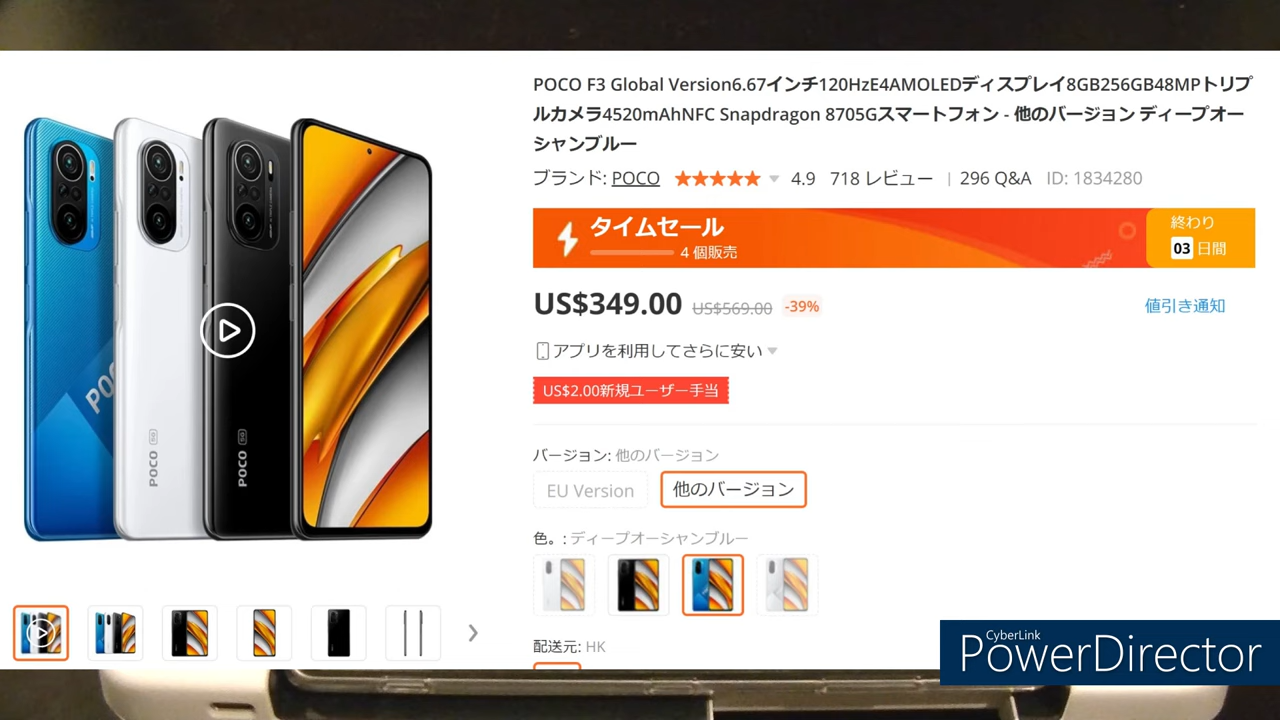 POCO F3 Global Version6.67インチ120HzE4AMOLEDディスプレイ8GB256GB48MPトリプ
ルカメラ4520mAhNFC Snapdragon 8705Gスマートフォン - 他のバージョン ディープオー
シャンブルー
ブランド: POCO 4.9 718 レビュー | 296 Q&A ID: 1834280
タイムセール
4 個販売
終わり
03 日間
US$349.00 US$569.00 -39%
値引き通知
アプリを利用してさらに安い
US$2.00新規ユーザー手当
バージョン: 他のバージョン
EU Version 他のバージョン
色。: ディープオーシャンブルー
配送元: HK
POCO
POCO 5G
POCO 5G
CyberLink
PowerDirector